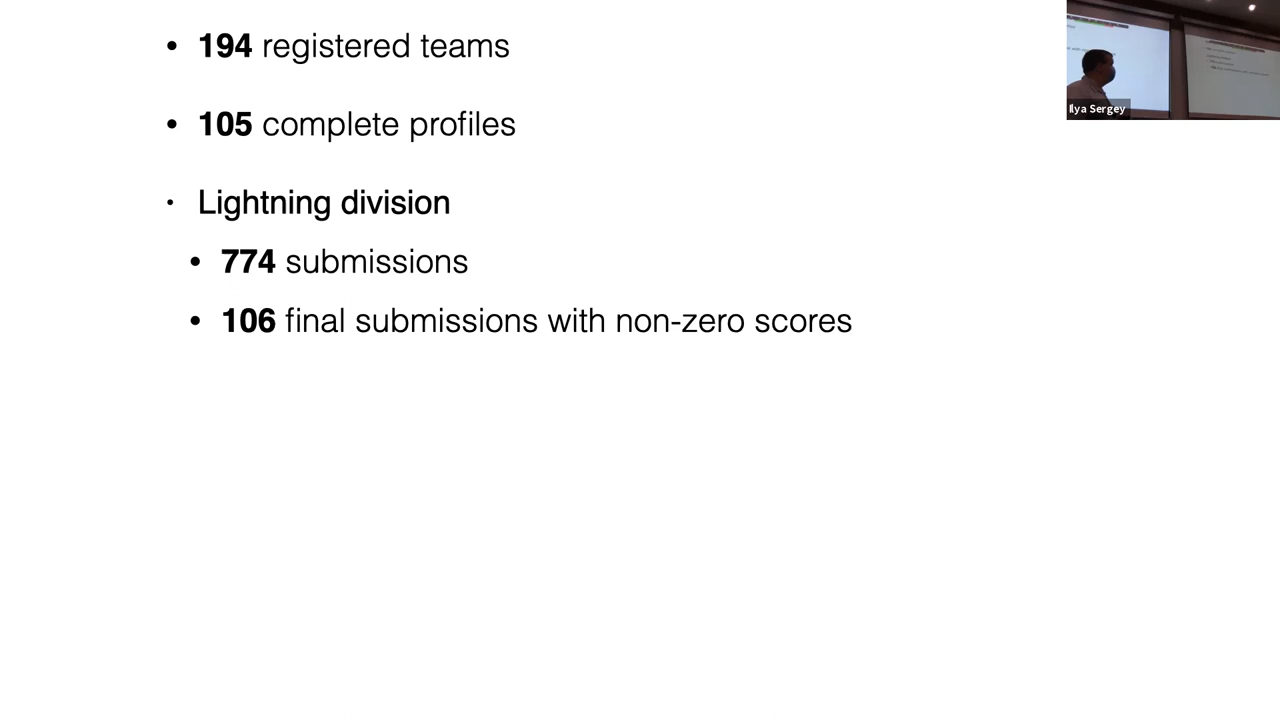 • 194 registered teams
• 105 complete profiles
• Lightning division
• 774 submissions
• 106 final submissions with non-zero scores
Ilya Sergey